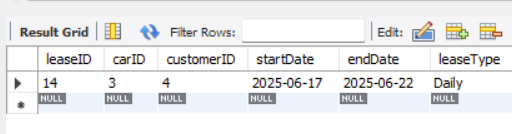 Result Grid Filter Rows: Edit:
leaseID carID customerID startDate endDate leaseType
14 3 4 2025-06-17 2025-06-22 Daily
NULL NULL NULL NULL NULL NULL